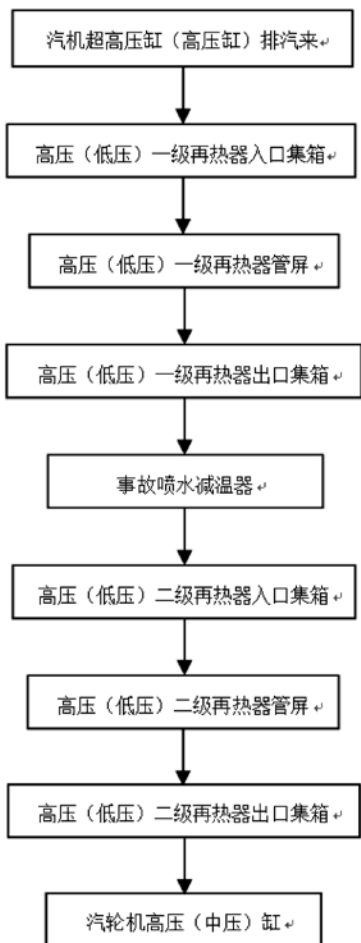 汽机超高压缸（高压缸）排汽来
高压（低压）一级再热器入口集箱
高压（低压）一级再热器管屏
高压（低压）一级再热器出口集箱
事故喷水减温器
高压（低压）二级再热器入口集箱
高压（低压）二级再热器管屏
高压（低压）二级再热器出口集箱
汽轮机高压（中压）缸